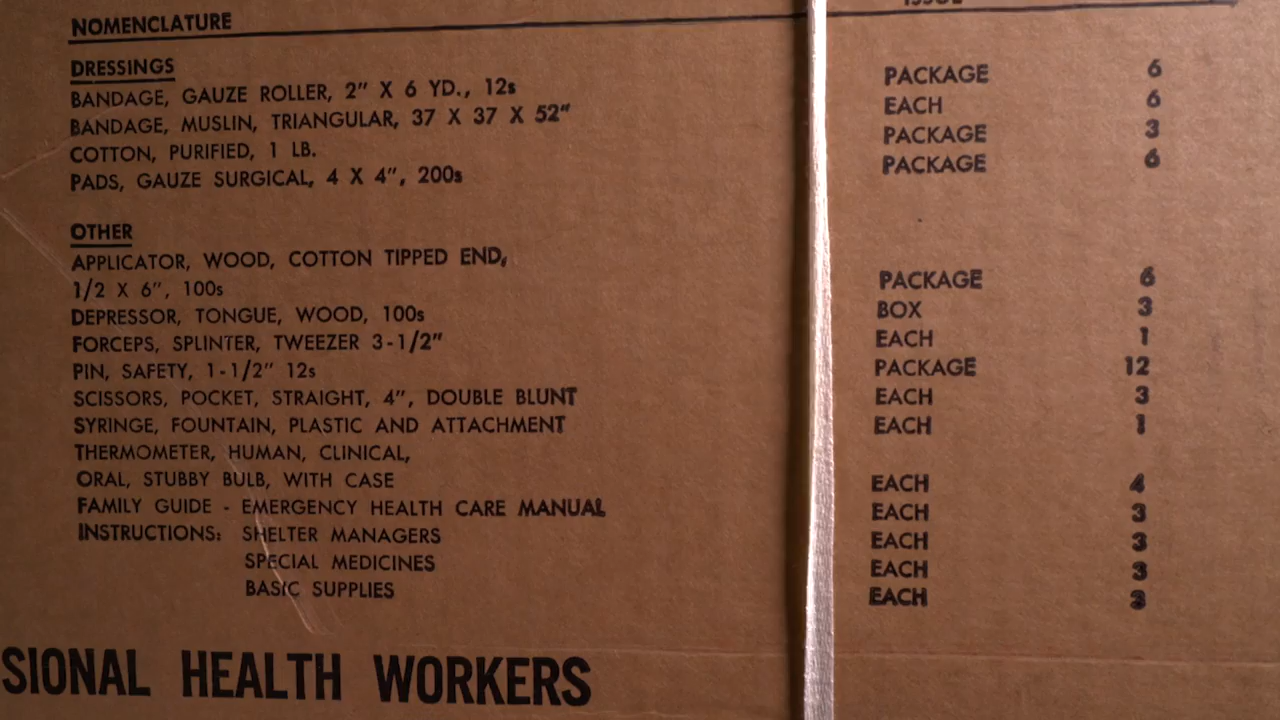 NOMENCLATURE ISSUE
DRESSINGS
BANDAGE, GAUZE ROLLER, 2" X 6 YD., 12s PACKAGE 6
BANDAGE, MUSLIN, TRIANGULAR, 37 X 37 X 52" EACH 6
COTTON, PURIFIED, 1 LB. PACKAGE 3
PADS, GAUZE SURGICAL, 4 X 4", 200s PACKAGE 6
OTHER
APPLICATOR, WOOD, COTTON TIPPED END,
1/2 X 6", 100s PACKAGE 6
DEPRESSOR, TONGUE, WOOD, 100s BOX 3
FORCEPS, SPLINTER, TWEEZER 3-1/2" EACH 1
PIN, SAFETY, 1-1/2" 12s PACKAGE 12
SCISSORS, POCKET, STRAIGHT, 4", DOUBLE BLUNT EACH 3
SYRINGE, FOUNTAIN, PLASTIC AND ATTACHMENT EACH 1
THERMOMETER, HUMAN, CLINICAL,
ORAL, STUBBY BULB, WITH CASE EACH 4
FAMILY GUIDE - EMERGENCY HEALTH CARE MANUAL EACH 3
INSTRUCTIONS: SHELTER MANAGERS EACH 3
SPECIAL MEDICINES EACH 3
BASIC SUPPLIES EACH 3
SIONAL HEALTH WORKERS